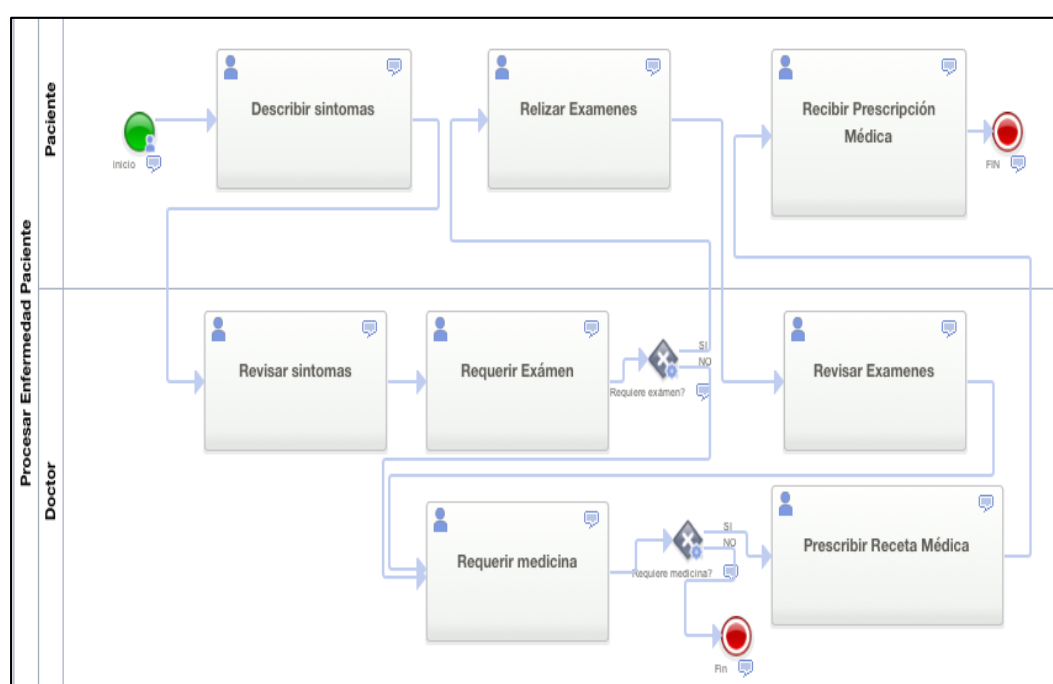 Procesar Enfermedad Paciente
Paciente
Inicio
Describir sintomas
Relizar Examenes
Recibir Prescripción
Médica
FIN
Doctor
Revisar sintomas
Requerir Exámen
SI
NO
Requiere exámen?
Revisar Examenes
Requerir medicina
SI
NO
Requiere medicina?
Prescribir Receta Médica
Fin